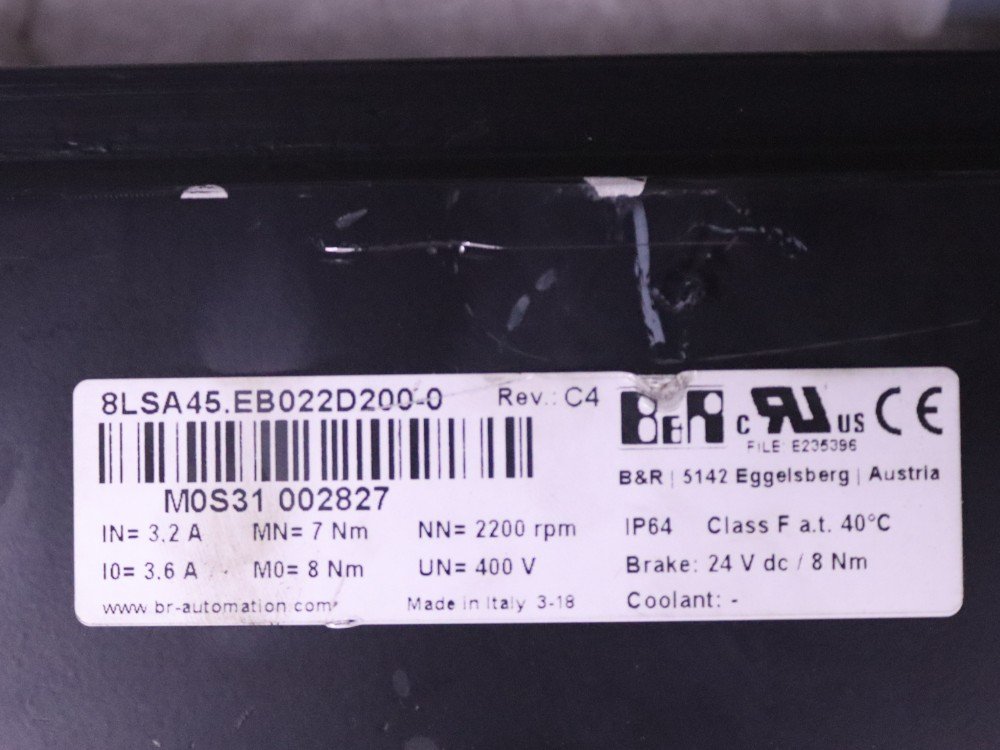 8LSA45.EB022D200-0 Rev.: C4
M0S31 002827
IN= 3.2 A MN= 7 Nm NN= 2200 rpm
I0= 3.6 A M0= 8 Nm UN= 400 V
www.br-automation.com Made in Italy 3-18
B&R c RU US CE
FILE: E235396
B&R | 5142 Eggelsberg | Austria
IP64 Class F a.t. 40°C
Brake: 24 V dc / 8 Nm
Coolant: -